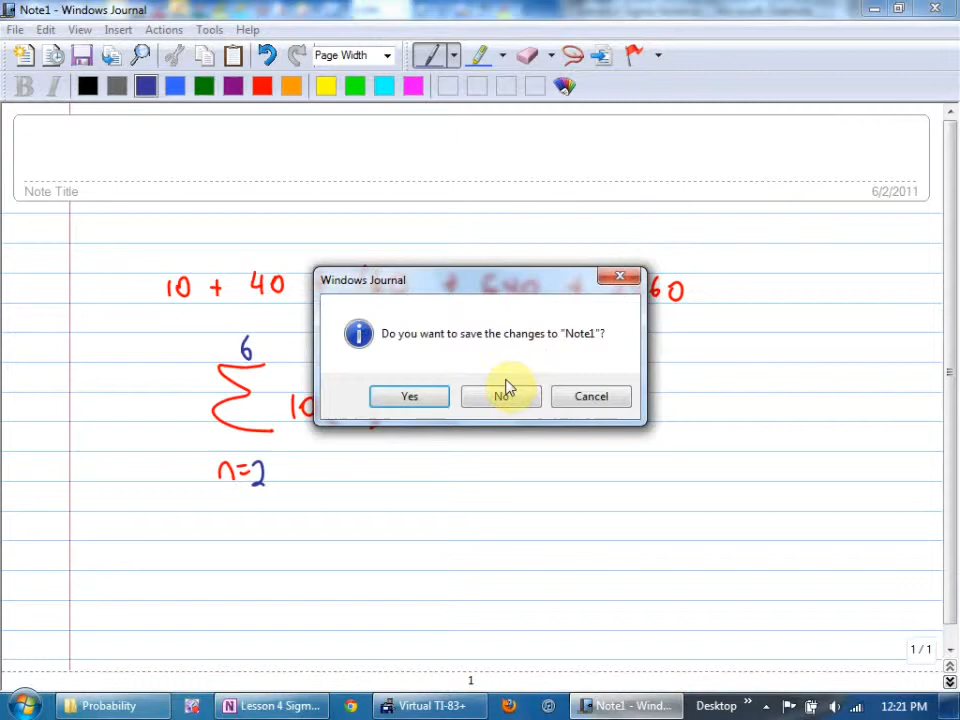 Note1 - Windows Journal
File Edit View Insert Actions Tools Help
Page Width
B I
Note Title
6/2/2011
10 + 40 + 640 + 60
Windows Journal
Do you want to save the changes to "Note1"?
Yes No Cancel
6
10
n=2
1 / 1
1
Probability Lesson 4 Sigm... Virtual TI-83+ Note1 - Wind... Desktop » 12:21 PM